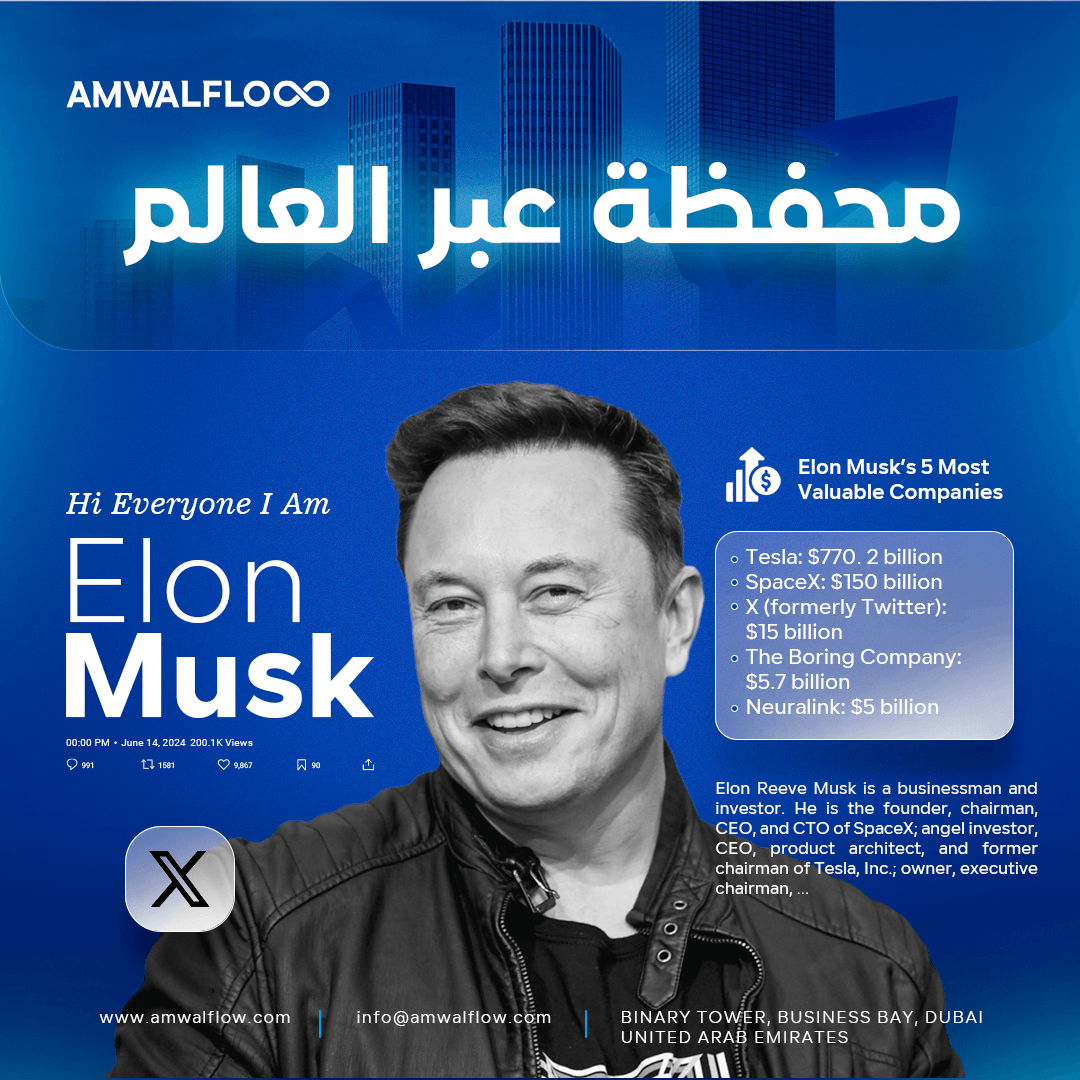 AMWALFLOW
محفظة عبر العالم
Hi Everyone I Am
Elon
Musk
00:00 PM • June 14, 2024 200.1K Views
991 1581 9,867 90
X
Elon Musk's 5 Most
Valuable Companies
Tesla: $770. 2 billion
SpaceX: $150 billion
X (formerly Twitter):
$15 billion
The Boring Company:
$5.7 billion
Neuralink: $5 billion
Elon Reeve Musk is a businessman and
investor. He is the founder, chairman,
CEO, and CTO of SpaceX; angel investor,
CEO, product architect, and former
chairman of Tesla, Inc.; owner, executive
chairman, ...
www.amwalflow.com
info@amwalflow.com
BINARY TOWER, BUSINESS BAY, DUBAI
UNITED ARAB EMIRATES